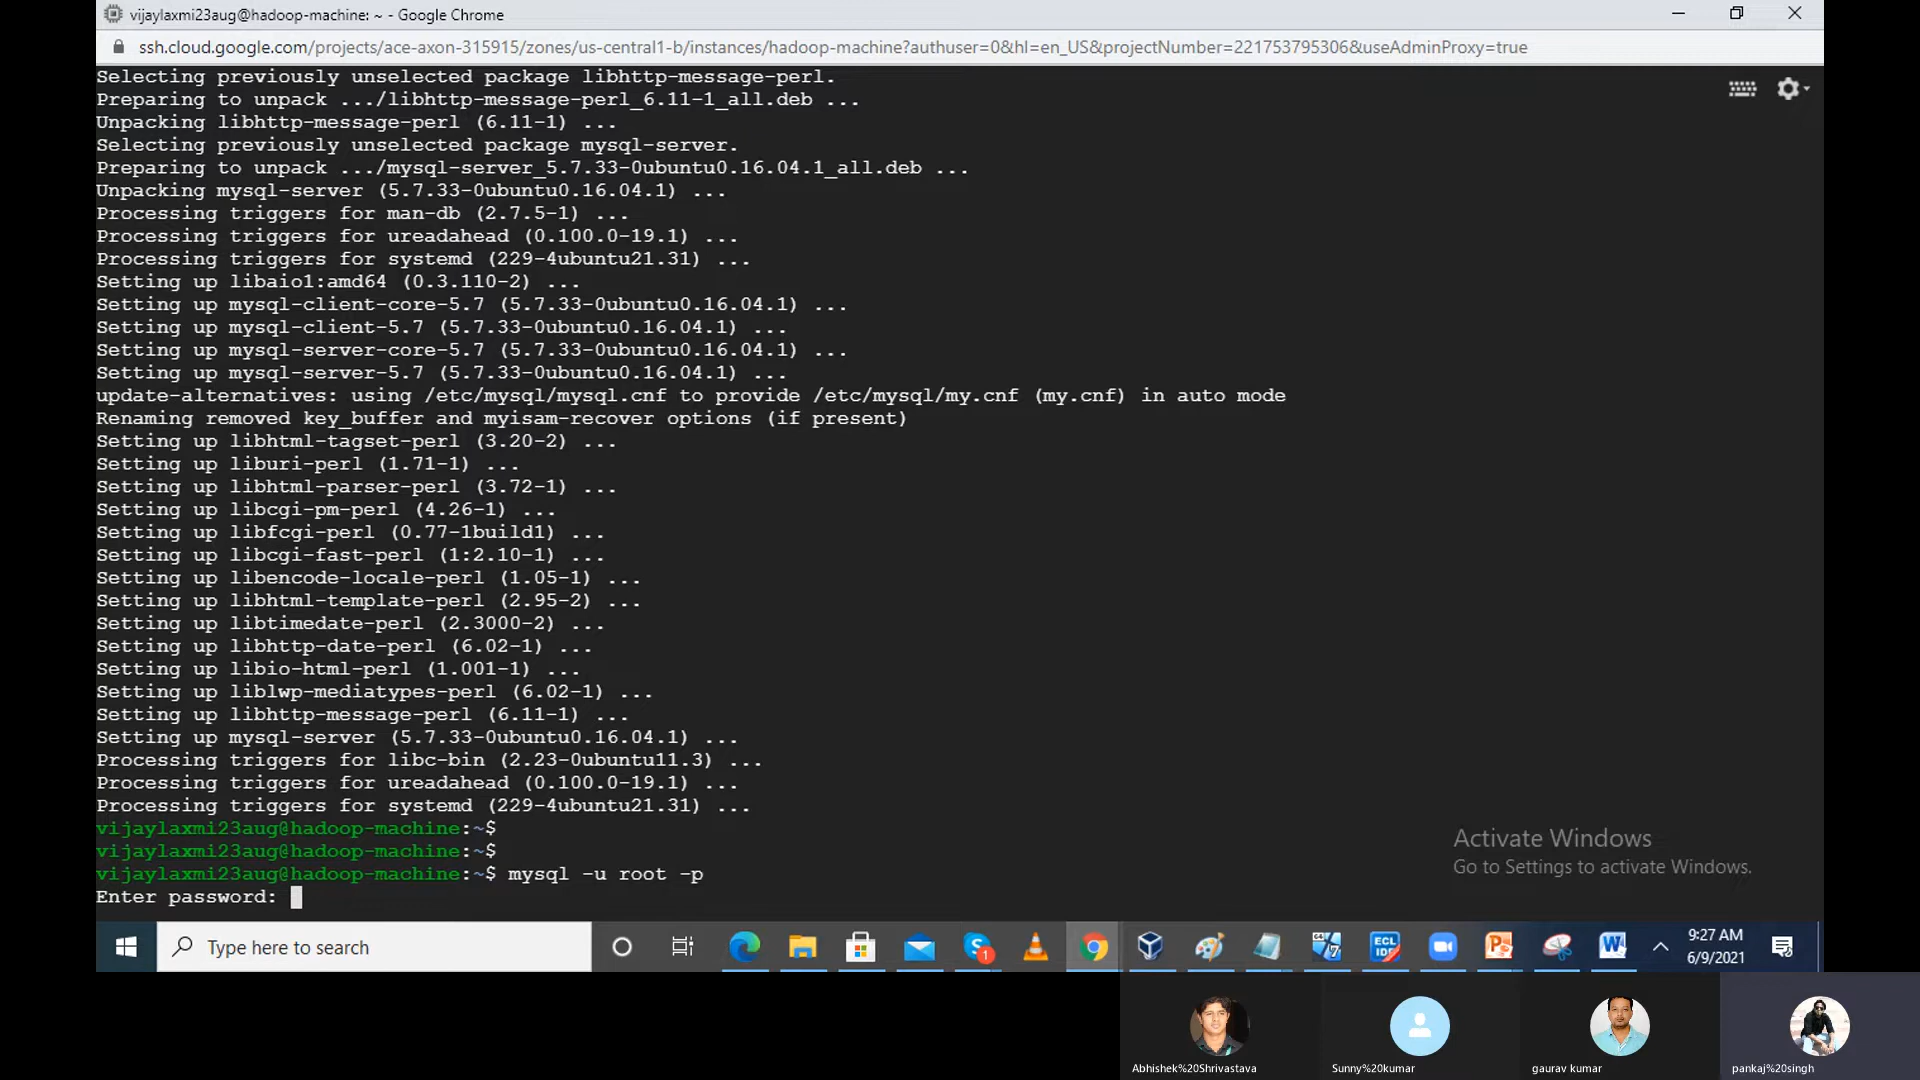 vijaylaxmi23aug@hadoop-machine: ~ - Google Chrome
ssh.cloud.google.com/projects/ace-axon-315915/zones/us-central1-b/instances/hadoop-machine?authuser=0&hl=en_US&projectNumber=221753795306&useAdminProxy=true
Selecting previously unselected package libhttp-message-perl.
Preparing to unpack .../libhttp-message-perl_6.11-1_all.deb ...
Unpacking libhttp-message-perl (6.11-1) ...
Selecting previously unselected package mysql-server.
Preparing to unpack .../mysql-server_5.7.33-0ubuntu0.16.04.1_all.deb ...
Unpacking mysql-server (5.7.33-0ubuntu0.16.04.1) ...
Processing triggers for man-db (2.7.5-1) ...
Processing triggers for ureadahead (0.100.0-19.1) ...
Processing triggers for systemd (229-4ubuntu21.31) ...
Setting up libaio1:amd64 (0.3.110-2) ...
Setting up mysql-client-core-5.7 (5.7.33-0ubuntu0.16.04.1) ...
Setting up mysql-client-5.7 (5.7.33-0ubuntu0.16.04.1) ...
Setting up mysql-server-core-5.7 (5.7.33-0ubuntu0.16.04.1) ...
Setting up mysql-server-5.7 (5.7.33-0ubuntu0.16.04.1) ...
update-alternatives: using /etc/mysql/mysql.cnf to provide /etc/mysql/my.cnf (my.cnf) in auto mode
Renaming removed key_buffer and myisam-recover options (if present)
Setting up libhtml-tagset-perl (3.20-2) ...
Setting up liburi-perl (1.71-1) ...
Setting up libhtml-parser-perl (3.72-1) ...
Setting up libcgi-pm-perl (4.26-1) ...
Setting up libfcgi-perl (0.77-1build1) ...
Setting up libcgi-fast-perl (1:2.10-1) ...
Setting up libencode-locale-perl (1.05-1) ...
Setting up libhtml-template-perl (2.95-2) ...
Setting up libtimedate-perl (2.3000-2) ...
Setting up libhttp-date-perl (6.02-1) ...
Setting up libio-html-perl (1.001-1) ...
Setting up liblwp-mediatypes-perl (6.02-1) ...
Setting up libhttp-message-perl (6.11-1) ...
Setting up mysql-server (5.7.33-0ubuntu0.16.04.1) ...
Processing triggers for libc-bin (2.23-0ubuntu11.3) ...
Processing triggers for ureadahead (0.100.0-19.1) ...
Processing triggers for systemd (229-4ubuntu21.31) ...
vijaylaxmi23aug@hadoop-machine:~$
vijaylaxmi23aug@hadoop-machine:~$
vijaylaxmi23aug@hadoop-machine:~$ mysql -u root -p
Enter password:
Activate Windows
Go to Settings to activate Windows.
Type here to search
1
64
7
ECL
IDE
P
W
9:27 AM
6/9/2021
Abhishek%20Shrivastava
Sunny%20kumar
gaurav kumar
pankaj%20singh